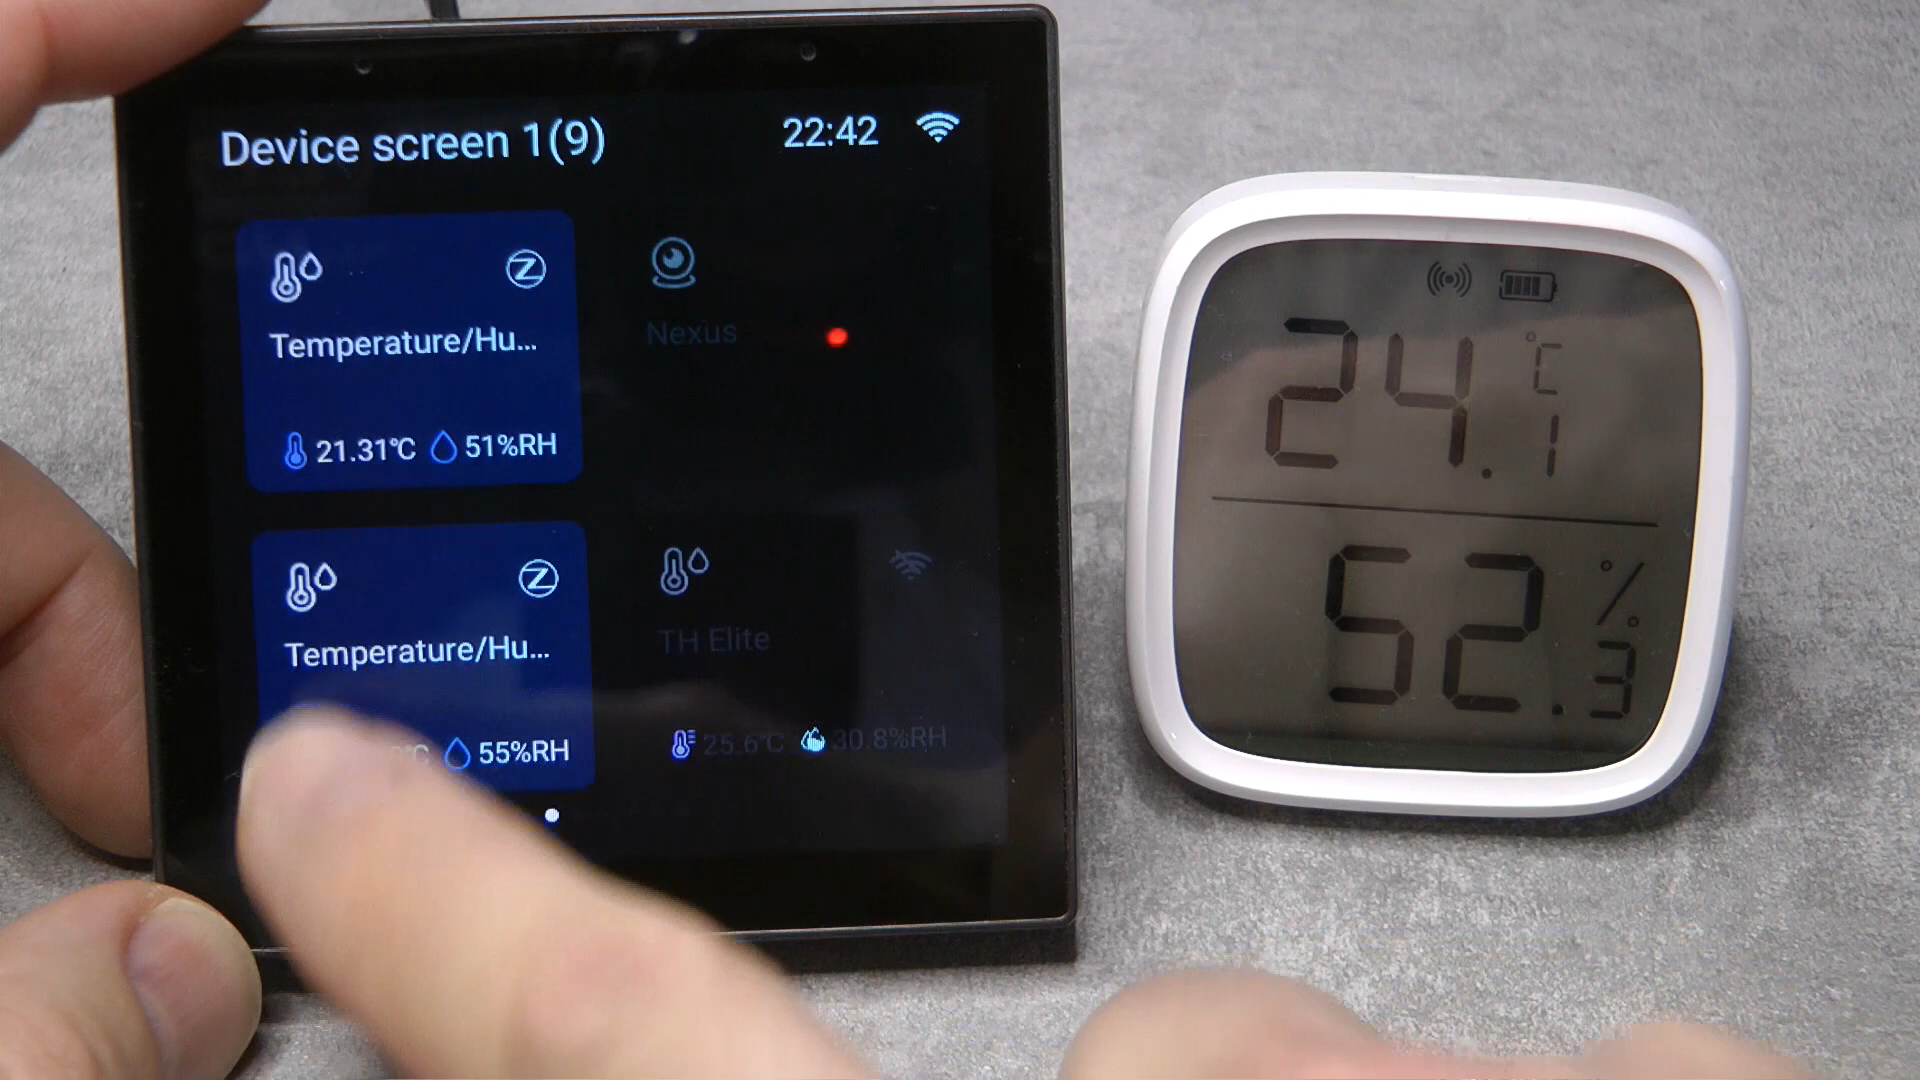 Device screen 1(9) 22:42
Temperature/Hu...
21.31℃ 51%RH
Nexus
Temperature/Hu...
℃ 55%RH
TH Elite
25.6℃ 30.8%RH
24.1 ℃
52.3 %